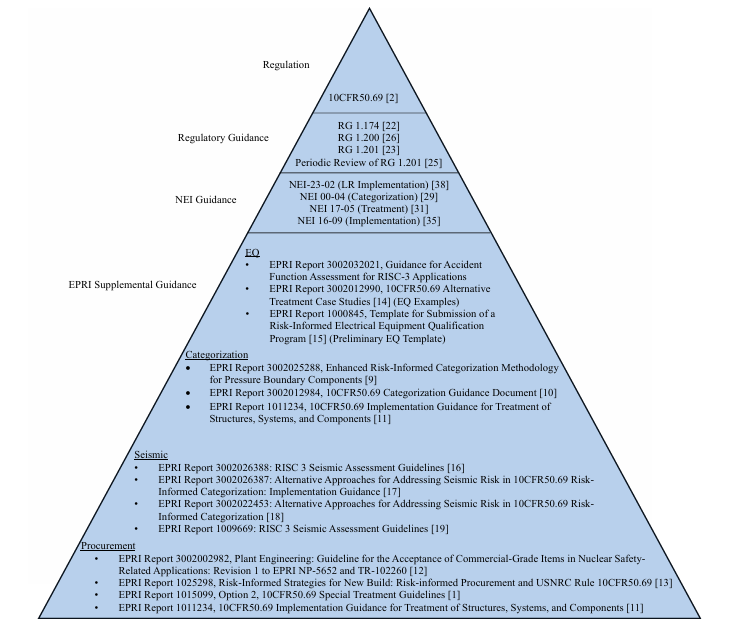 Regulation
10CFR50.69 [2]
Regulatory Guidance
RG 1.174 [22]
RG 1.200 [26]
RG 1.201 [23]
Periodic Review of RG 1.201 [25]
NEI Guidance
NEI-23-02 (LR Implementation) [38]
NEI 00-04 (Categorization) [29]
NEI 17-05 (Treatment) [31]
NEI 16-09 (Implementation) [35]
EPRI Supplemental Guidance
EQ
• EPRI Report 3002032021, Guidance for Accident
Function Assessment for RISC-3 Applications
• EPRI Report 3002012990, 10CFR50.69 Alternative
Treatment Case Studies [14] (EQ Examples)
• EPRI Report 1000845, Template for Submission of a
Risk-Informed Electrical Equipment Qualification
Program [15] (Preliminary EQ Template)
Categorization
• EPRI Report 3002025288, Enhanced Risk-Informed Categorization Methodology
for Pressure Boundary Components [9]
• EPRI Report 3002012984, 10CFR50.69 Categorization Guidance Document [10]
• EPRI Report 1011234, 10CFR50.69 Implementation Guidance for Treatment of
Structures, Systems, and Components [11]
Seismic
• EPRI Report 3002026388: RISC 3 Seismic Assessment Guidelines [16]
• EPRI Report 3002026387: Alternative Approaches for Addressing Seismic Risk in 10CFR50.69 Risk-
Informed Categorization: Implementation Guidance [17]
• EPRI Report 3002022453: Alternative Approaches for Addressing Seismic Risk in 10CFR50.69 Risk-
Informed Categorization [18]
• EPRI Report 1009669: RISC 3 Seismic Assessment Guidelines [19]
Procurement
• EPRI Report 3002002982, Plant Engineering: Guideline for the Acceptance of Commercial-Grade Items in Nuclear Safety-
Related Applications: Revision 1 to EPRI NP-5652 and TR-102260 [12]
• EPRI Report 1025298, Risk-Informed Strategies for New Build: Risk-informed Procurement and USNRC Rule 10CFR50.69 [13]
• EPRI Report 1015099, Option 2, 10CFR50.69 Special Treatment Guidelines [1]
• EPRI Report 1011234, 10CFR50.69 Implementation Guidance for Treatment of Structures, Systems, and Components [11]